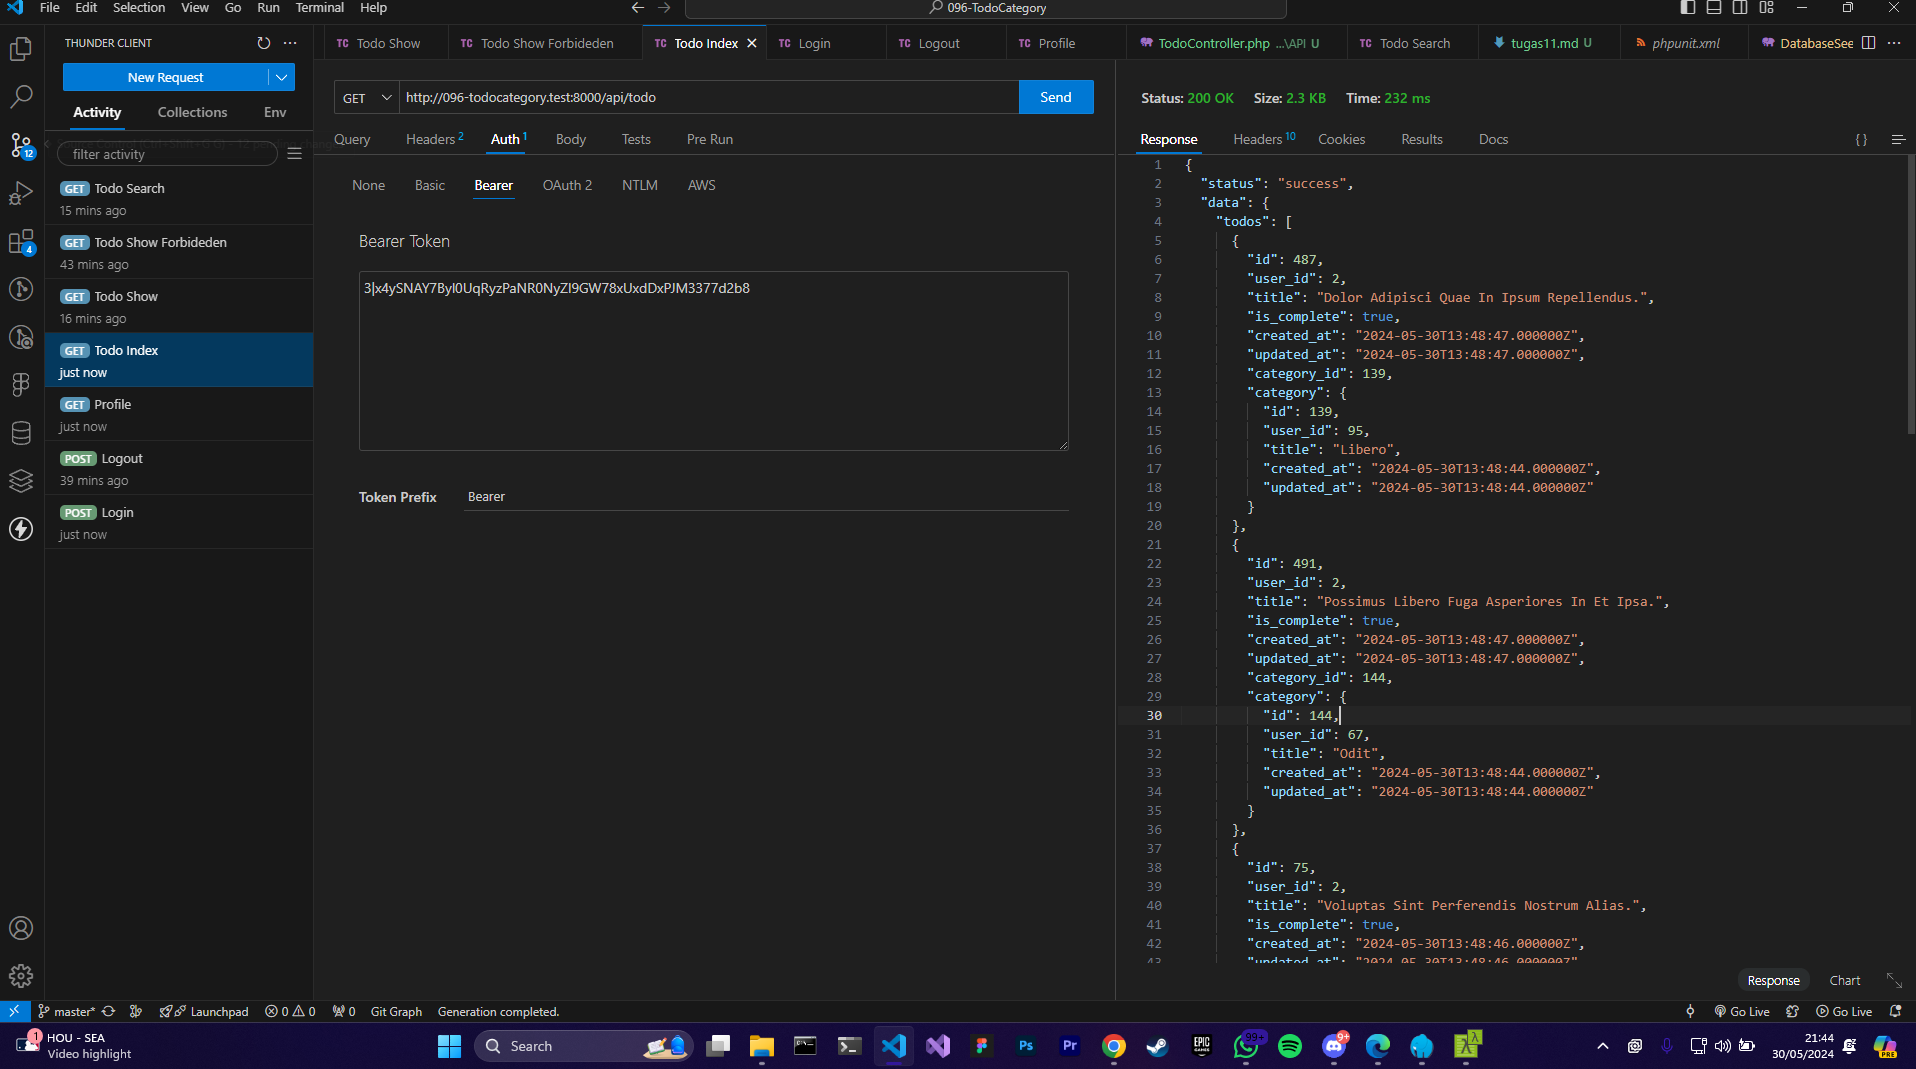 File Edit Selection View Go Run Terminal Help
096-TodoCategory
THUNDER CLIENT
New Request
Activity Collections Env
filter activity
GET Todo Search
15 mins ago
GET Todo Show Forbideden
43 mins ago
GET Todo Show
16 mins ago
GET Todo Index
just now
GET Profile
just now
POST Logout
39 mins ago
POST Login
just now
12
4
TC Todo Show TC Todo Show Forbideden TC Todo Index TC Login TC Logout TC Profile TodoController.php ...\API U TC Todo Search tugas11.md U phpunit.xml DatabaseSee
GET http://096-todocategory.test:8000/api/todo Send
Query Headers 2 Auth 1 Body Tests Pre Run
None Basic Bearer OAuth 2 NTLM AWS
Bearer Token
3|x4ySNAY7Byl0UqRyzPaNR0NyZI9GW78xUxdDxPJM3377d2b8
Token Prefix Bearer
Status: 200 OK Size: 2.3 KB Time: 232 ms
Response Headers 10 Cookies Results Docs
{ }
1 {
2 "status": "success",
3 "data": {
4 "todos": [
5 {
6 "id": 487,
7 "user_id": 2,
8 "title": "Dolor Adipisci Quae In Ipsum Repellendus.",
9 "is_complete": true,
10 "created_at": "2024-05-30T13:48:47.000000Z",
11 "updated_at": "2024-05-30T13:48:47.000000Z",
12 "category_id": 139,
13 "category": {
14 "id": 139,
15 "user_id": 95,
16 "title": "Libero",
17 "created_at": "2024-05-30T13:48:44.000000Z",
18 "updated_at": "2024-05-30T13:48:44.000000Z"
19 }
20 },
21 {
22 "id": 491,
23 "user_id": 2,
24 "title": "Possimus Libero Fuga Asperiores In Et Ipsa.",
25 "is_complete": true,
26 "created_at": "2024-05-30T13:48:47.000000Z",
27 "updated_at": "2024-05-30T13:48:47.000000Z",
28 "category_id": 144,
29 "category": {
30 "id": 144,
31 "user_id": 67,
32 "title": "Odit",
33 "created_at": "2024-05-30T13:48:44.000000Z",
34 "updated_at": "2024-05-30T13:48:44.000000Z"
35 }
36 },
37 {
38 "id": 75,
39 "user_id": 2,
40 "title": "Voluptas Sint Perferendis Nostrum Alias.",
41 "is_complete": true,
42 "created_at": "2024-05-30T13:48:46.000000Z",
43 "updated_at": "2024-05-30T13:48:46.000000Z",
Response Chart
master* Launchpad 0 0 0 Git Graph Generation completed. Go Live Go Live
1 HOU - SEA
Video highlight
Search
Ps Pr EPIC GAMES 99+ 9+ PRE
21:44
30/05/2024